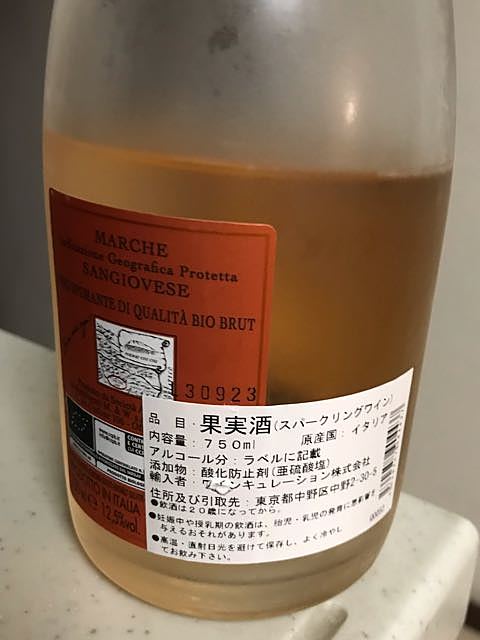 MARCHE
Indicazione Geografica Protetta
SANGIOVESE
SPUMANTE DI QUALITÀ BIO BRUT
30923
IN ITALIA
12,5%vol.
品 目:果実酒(スパークリングワイン)
内容量:750ml 原産国:イタリア
アルコール分:ラベルに記載
添加物:酸化防止剤(亜硫酸塩)
輸入者:ワインキュレーション株式会社
住所及び引取先:東京都中野区中野2-30-5
●飲酒は20歳になってから。
●妊娠中や授乳期の飲酒は、胎児・乳児の発育に悪影響を
与えるおそれがあります。
●高温・直射日光を避けて保存し、よく冷やし
てお飲み下さい。